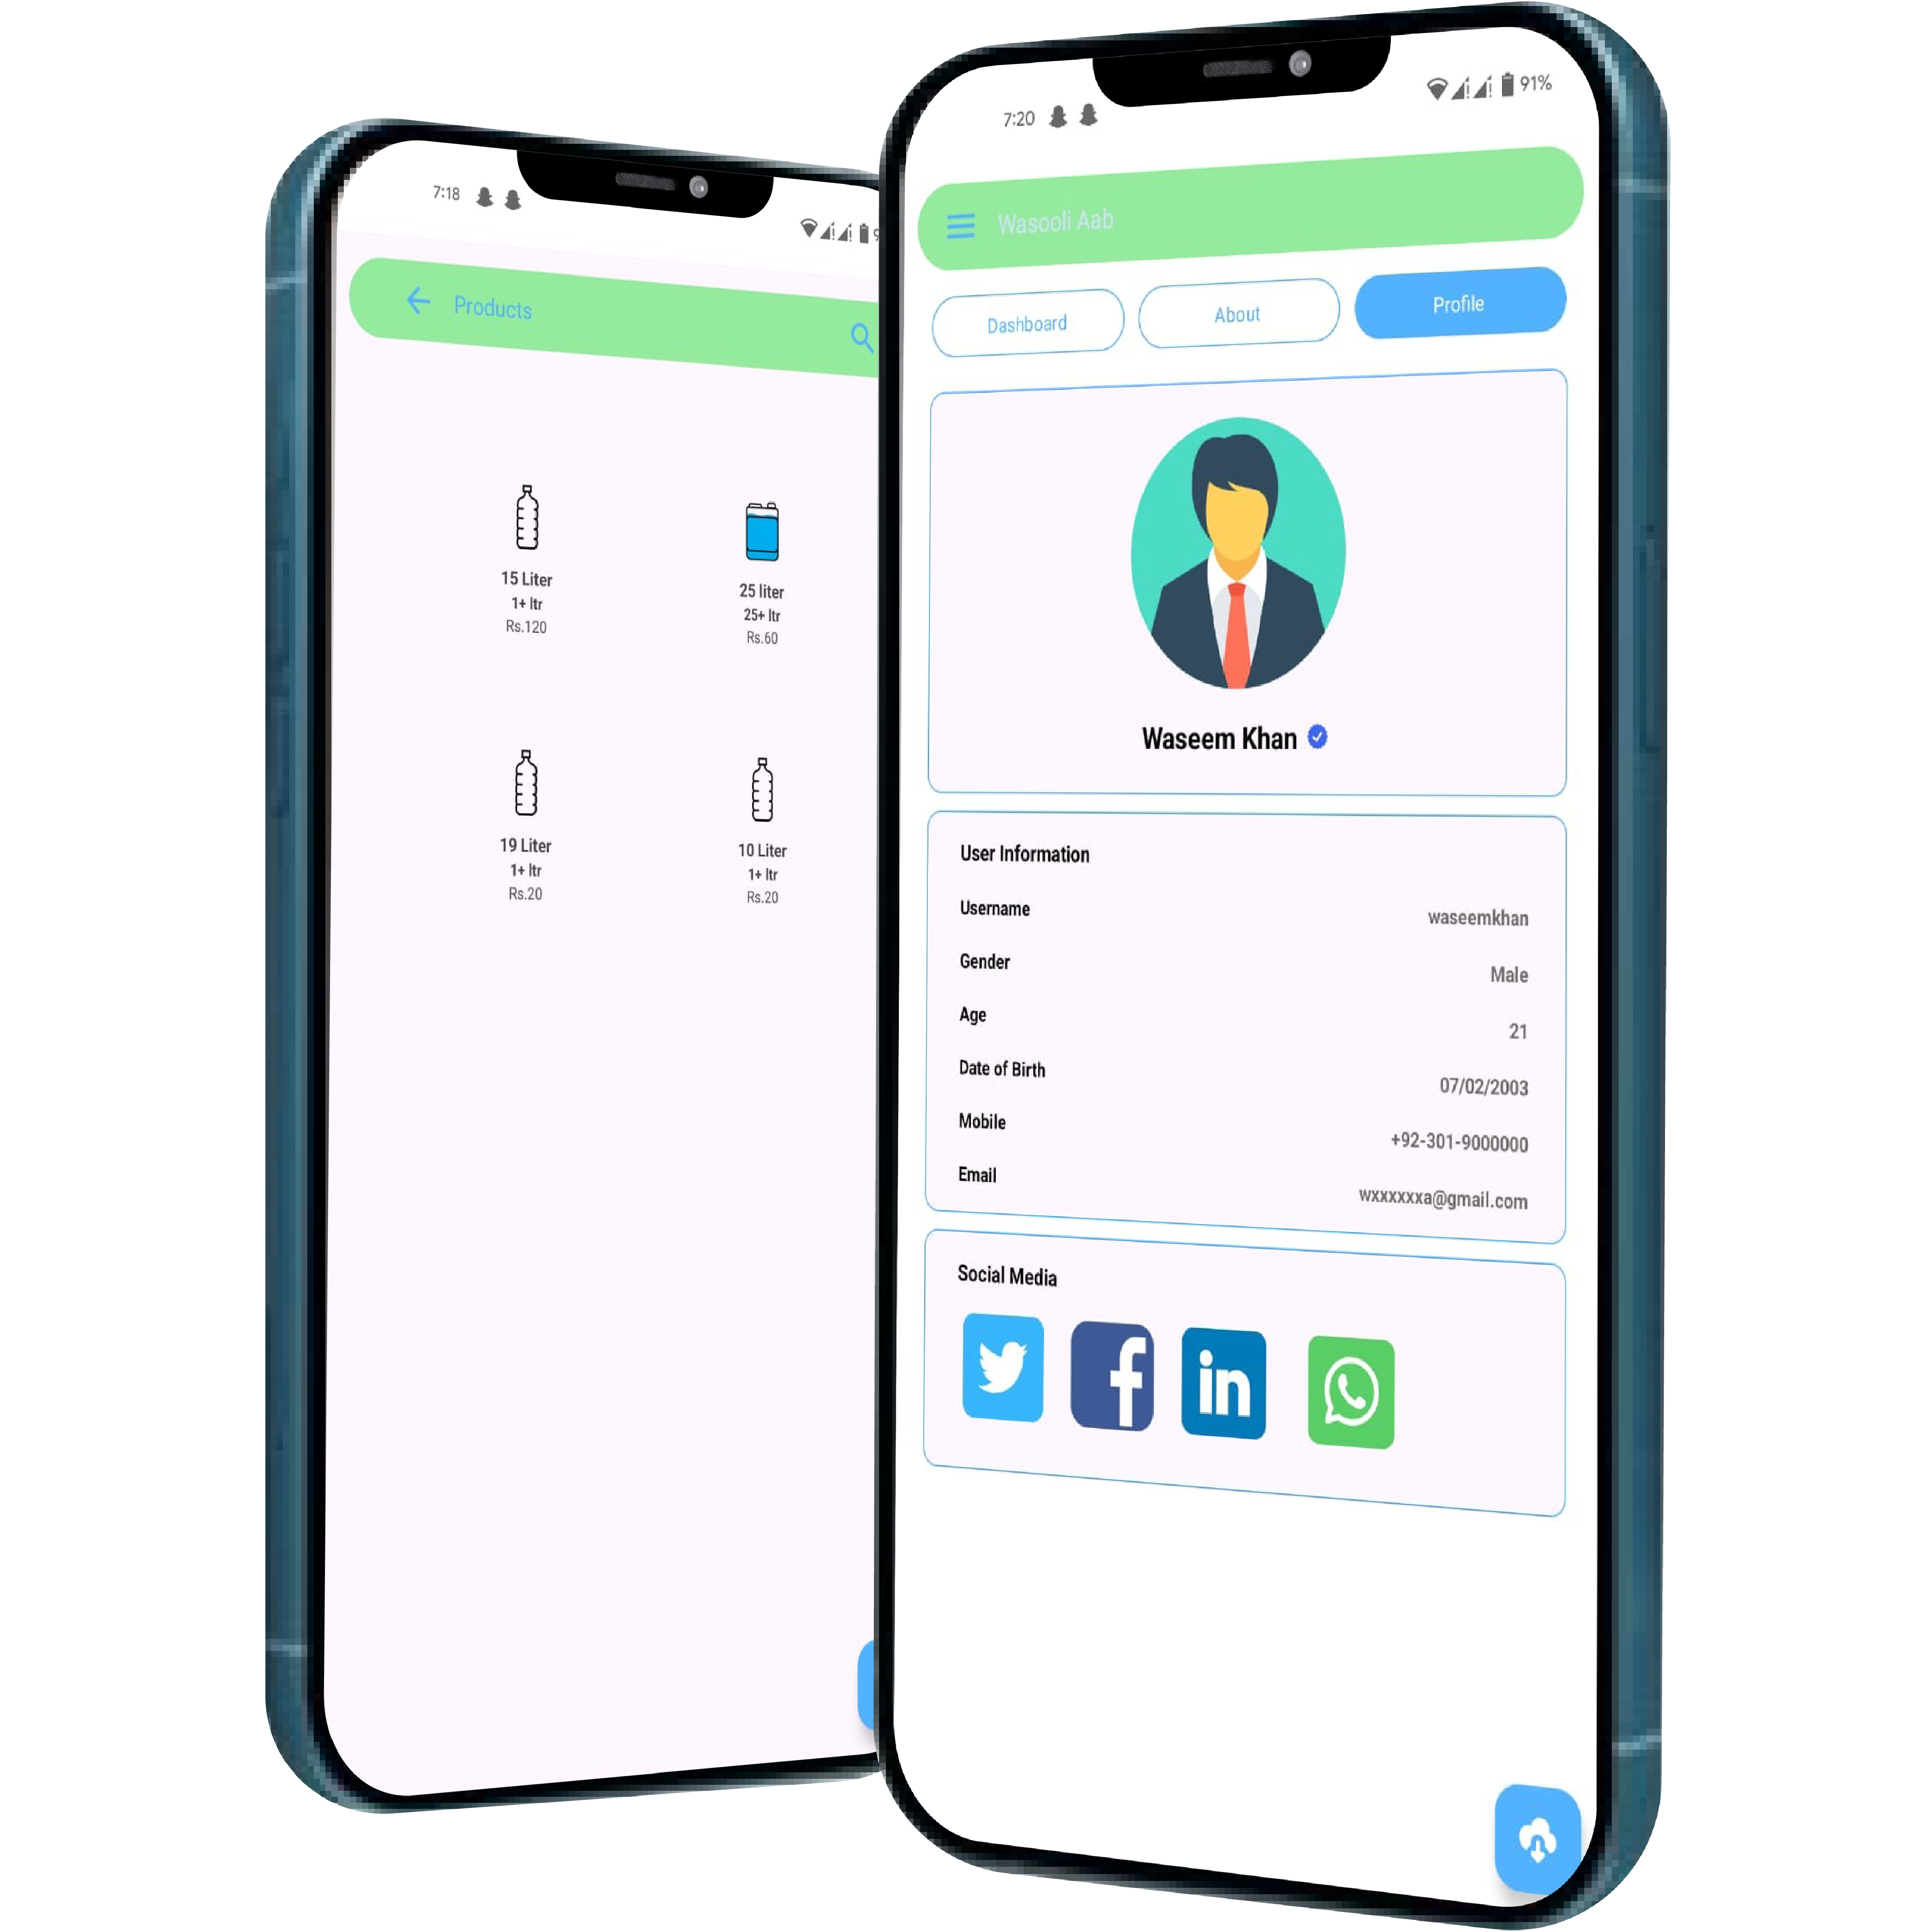 7:18
Products
15 Liter
1+ ltr
Rs.120
25 liter
25+ ltr
Rs.60
19 Liter
1+ ltr
Rs.20
10 Liter
1+ ltr
Rs.20
7:20
91%
Wasooli Aab
Dashboard
About
Profile
Waseem Khan
User Information
Username
waseemkhan
Gender
Male
Age
21
Date of Birth
07/02/2003
Mobile
+92-301-9000000
Email
wxxxxxxa@gmail.com
Social Media
f
in